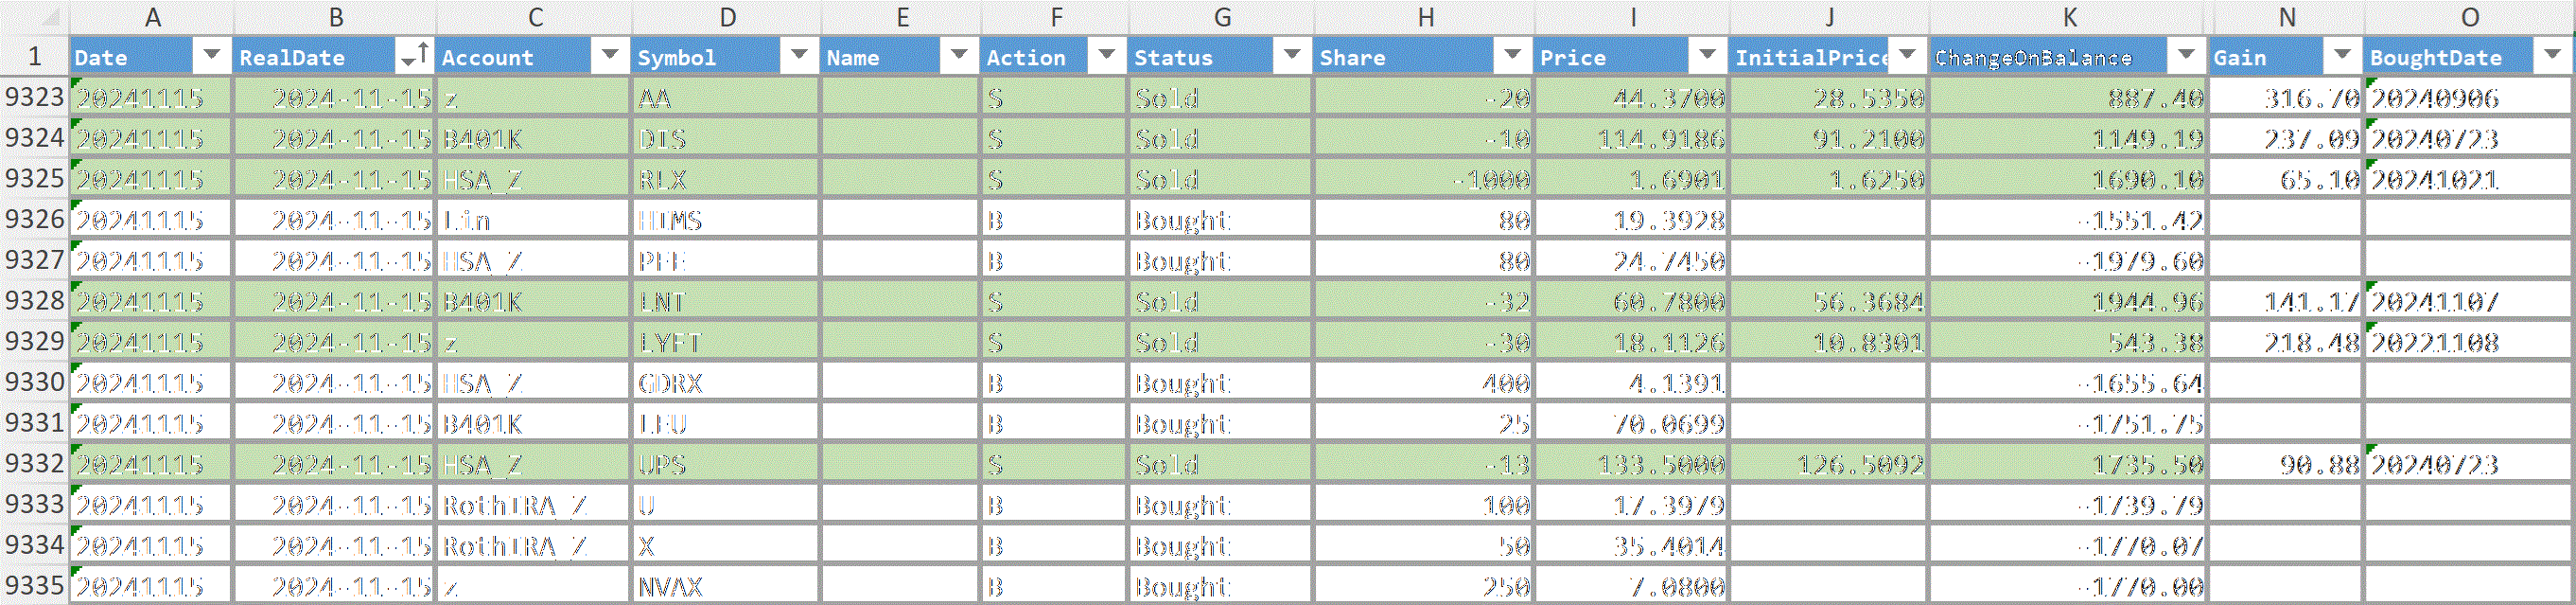 A B C D E F G H I J K N O
1 Date RealDate Account Symbol Name Action Status Share Price InitialPrice ChangeOnBalance Gain BoughtDate
9323 20241115 2024-11-15 z AA S Sold -20 44.3700 28.5350 887.40 316.70 20240906
9324 20241115 2024-11-15 B401K DIS S Sold -10 114.9186 91.2100 1149.19 237.09 20240723
9325 20241115 2024-11-15 HSA_Z RLX S Sold -1000 1.6901 1.6250 1690.10 65.10 20241021
9326 20241115 2024-11-15 Lin HIMS B Bought 80 19.3928 -1551.42
9327 20241115 2024-11-15 HSA_Z PFE B Bought 80 24.7450 -1979.60
9328 20241115 2024-11-15 B401K LNT S Sold -32 60.7800 56.3684 1944.96 141.17 20241107
9329 20241115 2024-11-15 z LYFT S Sold -30 18.1126 10.8301 543.38 218.48 20221108
9330 20241115 2024-11-15 HSA_Z GDRX B Bought 400 4.1391 -1655.64
9331 20241115 2024-11-15 B401K LEU B Bought 25 70.0699 -1751.75
9332 20241115 2024-11-15 HSA_Z UPS S Sold -13 133.5000 126.5092 1735.50 90.88 20240723
9333 20241115 2024-11-15 RothIRA_Z U B Bought 100 17.3979 -1739.79
9334 20241115 2024-11-15 RothIRA_Z X B Bought 50 35.4014 -1770.07
9335 20241115 2024-11-15 z NVAX B Bought 250 7.0800 -1770.00